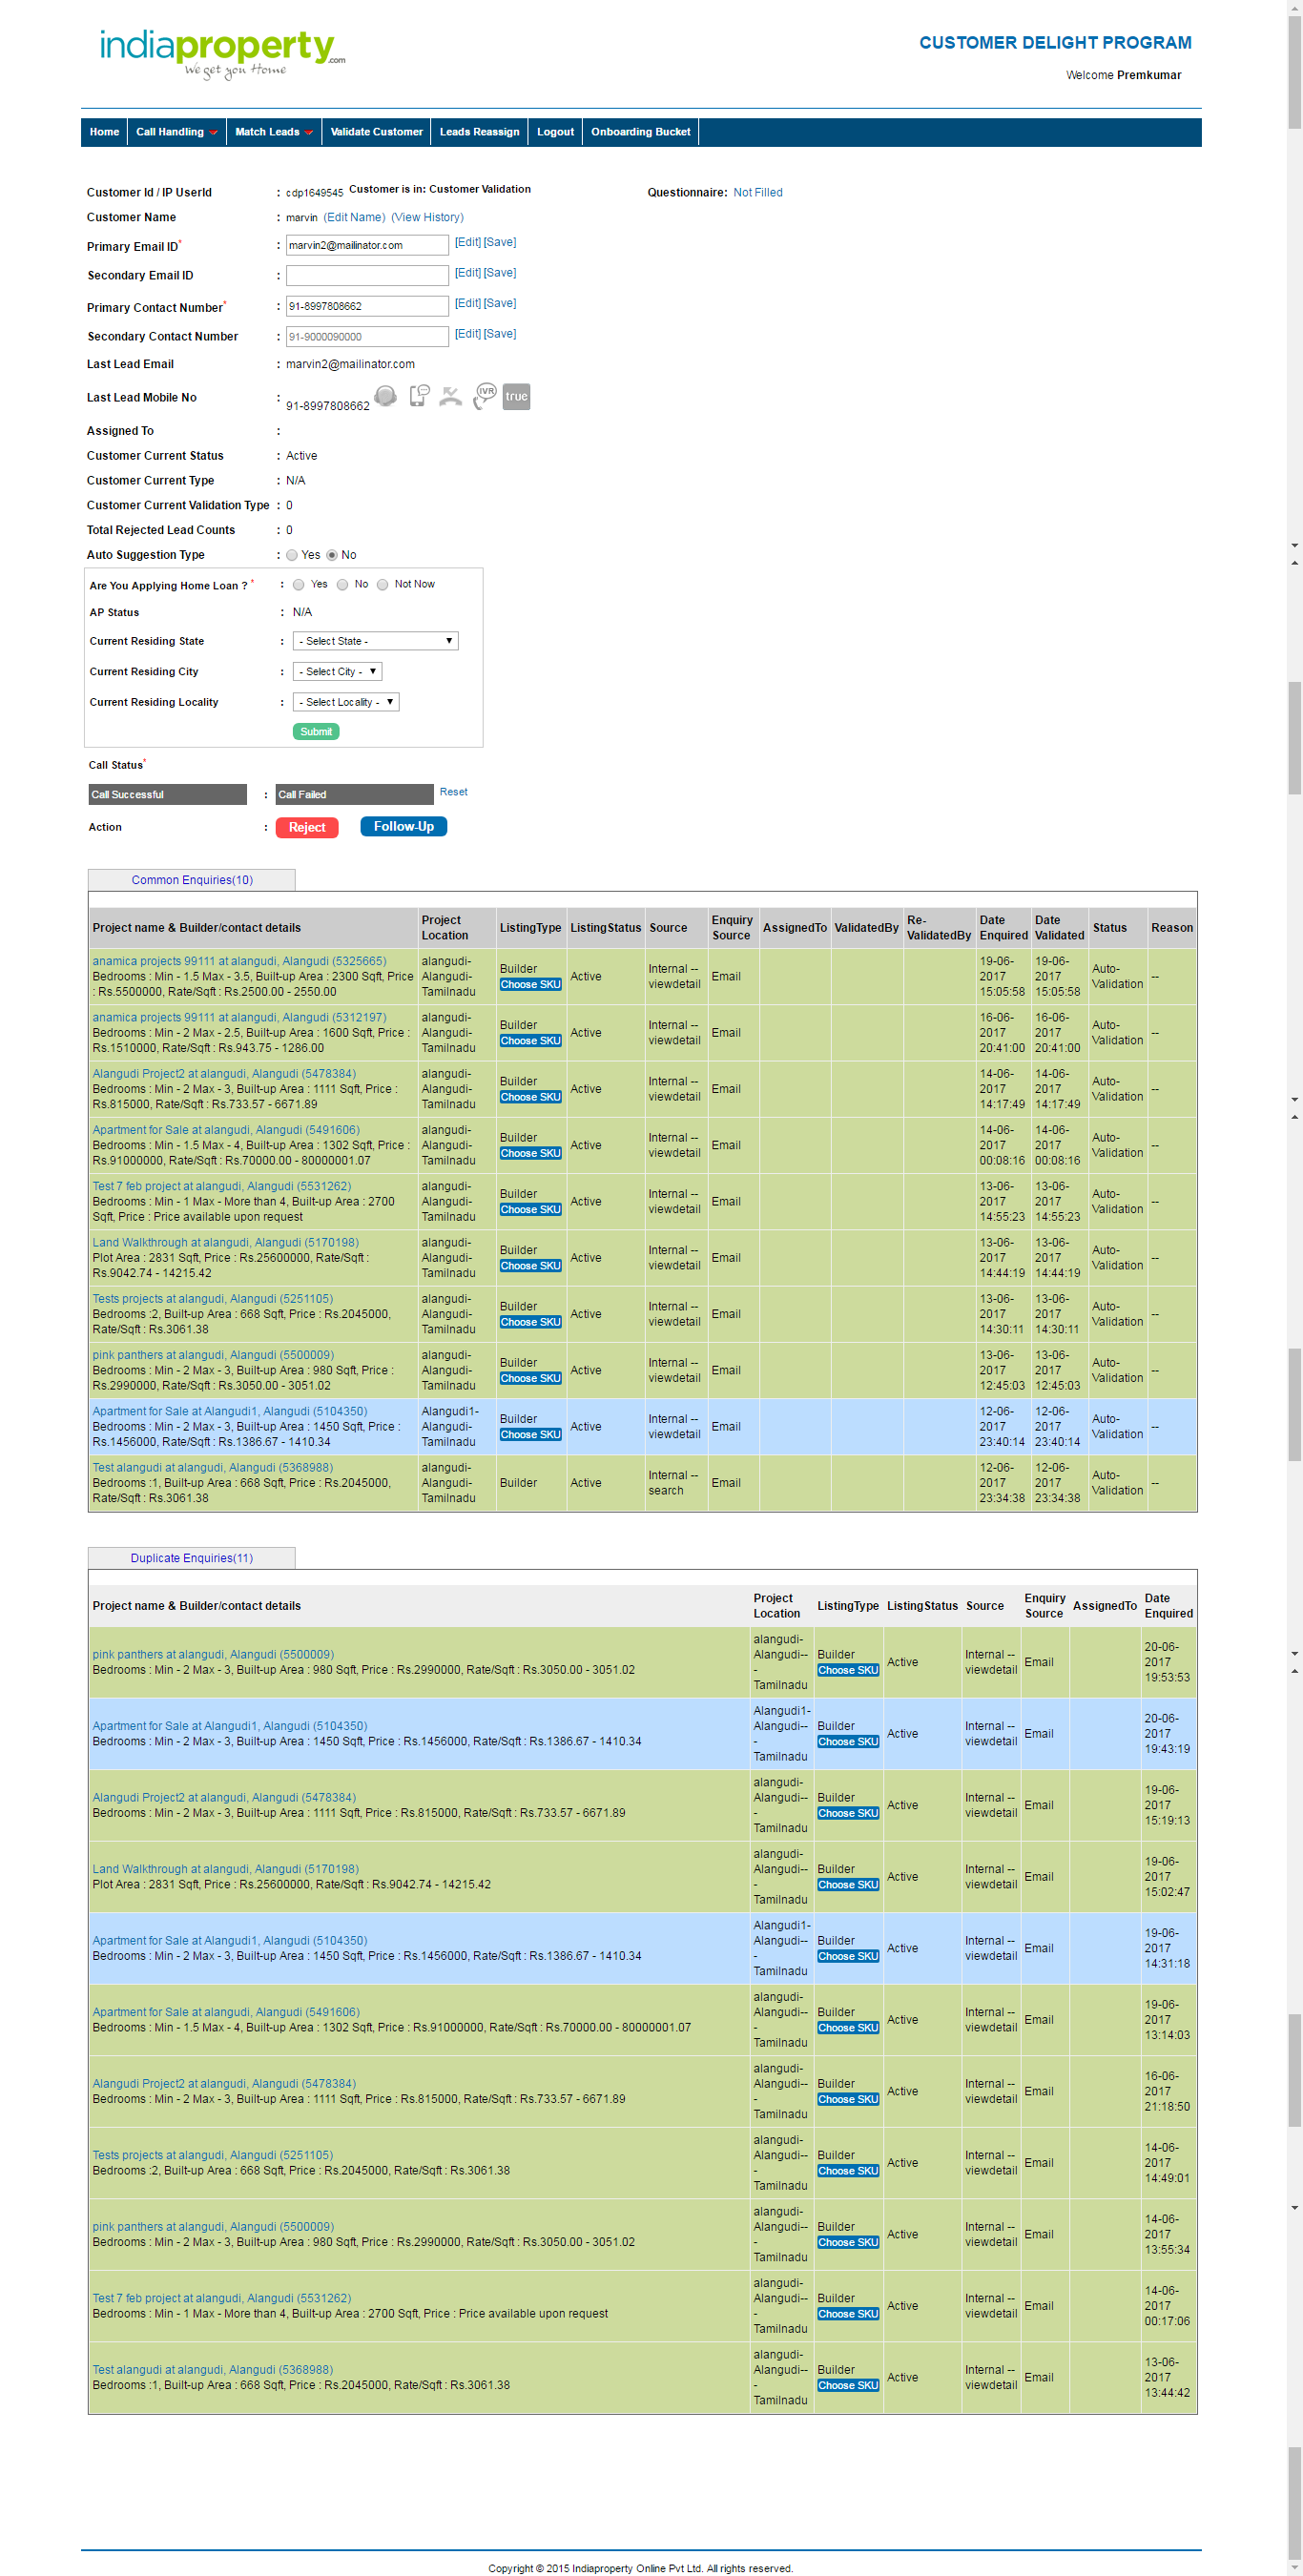 indiaproperty.com
We get you Home
CUSTOMER DELIGHT PROGRAM
Welcome Premkumar
Home Call Handling Match Leads Validate Customer Leads Reassign Logout Onboarding Bucket
Customer Id / IP UserId : cdp1649545 Customer is in: Customer Validation Questionnaire: Not Filled
Customer Name : marvin (Edit Name) (View History)
Primary Email ID* : marvin2@mailinator.com [Edit] [Save]
Secondary Email ID : [Edit] [Save]
Primary Contact Number* : 91-8997808662 [Edit] [Save]
Secondary Contact Number : 91-9000090000 [Edit] [Save]
Last Lead Email : marvin2@mailinator.com
Last Lead Mobile No : 91-8997808662 IVR true
Assigned To :
Customer Current Status : Active
Customer Current Type : N/A
Customer Current Validation Type : 0
Total Rejected Lead Counts : 0
Auto Suggestion Type : Yes No
Are You Applying Home Loan ? * : Yes No Not Now
AP Status : N/A
Current Residing State : - Select State -
Current Residing City : - Select City -
Current Residing Locality : - Select Locality -
Submit
Call Status*
Call Successful : Call Failed Reset
Action : Reject Follow-Up
Common Enquiries(10)
Project name & Builder/contact details Project Location ListingType ListingStatus Source Enquiry Source AssignedTo ValidatedBy Re-ValidatedBy Date Enquired Date Validated Status Reason
anamica projects 99111 at alangudi, Alangudi (5325665)
Bedrooms : Min - 1.5 Max - 3.5, Built-up Area : 2300 Sqft, Price : Rs.5500000, Rate/Sqft : Rs.2500.00 - 2550.00 alangudi-Alangudi-Tamilnadu Builder Choose SKU Active Internal -- viewdetail Email 19-06-2017 15:05:58 19-06-2017 15:05:58 Auto-Validation --
anamica projects 99111 at alangudi, Alangudi (5312197)
Bedrooms : Min - 2 Max - 2.5, Built-up Area : 1600 Sqft, Price : Rs.1510000, Rate/Sqft : Rs.943.75 - 1286.00 alangudi-Alangudi-Tamilnadu Builder Choose SKU Active Internal -- viewdetail Email 16-06-2017 20:41:00 16-06-2017 20:41:00 Auto-Validation --
Alangudi Project2 at alangudi, Alangudi (5478384)
Bedrooms : Min - 2 Max - 3, Built-up Area : 1111 Sqft, Price : Rs.815000, Rate/Sqft : Rs.733.57 - 6671.89 alangudi-Alangudi-Tamilnadu Builder Choose SKU Active Internal -- viewdetail Email 14-06-2017 14:17:49 14-06-2017 14:17:49 Auto-Validation --
Apartment for Sale at alangudi, Alangudi (5491606)
Bedrooms : Min - 1.5 Max - 4, Built-up Area : 1302 Sqft, Price : Rs.91000000, Rate/Sqft : Rs.70000.00 - 80000001.07 alangudi-Alangudi-Tamilnadu Builder Choose SKU Active Internal -- viewdetail Email 14-06-2017 00:08:16 14-06-2017 00:08:16 Auto-Validation --
Test 7 feb project at alangudi, Alangudi (5531262)
Bedrooms : Min - 1 Max - More than 4, Built-up Area : 2700 Sqft, Price : Price available upon request alangudi-Alangudi-Tamilnadu Builder Choose SKU Active Internal -- viewdetail Email 13-06-2017 14:55:23 13-06-2017 14:55:23 Auto-Validation --
Land Walkthrough at alangudi, Alangudi (5170198)
Plot Area : 2831 Sqft, Price : Rs.25600000, Rate/Sqft : Rs.9042.74 - 14215.42 alangudi-Alangudi-Tamilnadu Builder Choose SKU Active Internal -- viewdetail Email 13-06-2017 14:44:19 13-06-2017 14:44:19 Auto-Validation --
Tests projects at alangudi, Alangudi (5251105)
Bedrooms :2, Built-up Area : 668 Sqft, Price : Rs.2045000, Rate/Sqft : Rs.3061.38 alangudi-Alangudi-Tamilnadu Builder Choose SKU Active Internal -- viewdetail Email 13-06-2017 14:30:11 13-06-2017 14:30:11 Auto-Validation --
pink panthers at alangudi, Alangudi (5500009)
Bedrooms : Min - 2 Max - 3, Built-up Area : 980 Sqft, Price : Rs.2990000, Rate/Sqft : Rs.3050.00 - 3051.02 alangudi-Alangudi-Tamilnadu Builder Choose SKU Active Internal -- viewdetail Email 13-06-2017 12:45:03 13-06-2017 12:45:03 Auto-Validation --
Apartment for Sale at Alangudi1, Alangudi (5104350)
Bedrooms : Min - 2 Max - 3, Built-up Area : 1450 Sqft, Price : Rs.1456000, Rate/Sqft : Rs.1386.67 - 1410.34 Alangudi1-Alangudi-Tamilnadu Builder Choose SKU Active Internal -- viewdetail Email 12-06-2017 23:40:14 12-06-2017 23:40:14 Auto-Validation --
Test alangudi at alangudi, Alangudi (5368988)
Bedrooms :1, Built-up Area : 668 Sqft, Price : Rs.2045000, Rate/Sqft : Rs.3061.38 alangudi-Alangudi-Tamilnadu Builder Active Internal -- search Email 12-06-2017 23:34:38 12-06-2017 23:34:38 Auto-Validation --
Duplicate Enquiries(11)
Project name & Builder/contact details Project Location ListingType ListingStatus Source Enquiry Source AssignedTo Date Enquired
pink panthers at alangudi, Alangudi (5500009)
Bedrooms : Min - 2 Max - 3, Built-up Area : 980 Sqft, Price : Rs.2990000, Rate/Sqft : Rs.3050.00 - 3051.02 alangudi-Alangudi--- Tamilnadu Builder Choose SKU Active Internal -- viewdetail Email 20-06-2017 19:53:53
Apartment for Sale at Alangudi1, Alangudi (5104350)
Bedrooms : Min - 2 Max - 3, Built-up Area : 1450 Sqft, Price : Rs.1456000, Rate/Sqft : Rs.1386.67 - 1410.34 Alangudi1-Alangudi--- Tamilnadu Builder Choose SKU Active Internal -- viewdetail Email 20-06-2017 19:43:19
Alangudi Project2 at alangudi, Alangudi (5478384)
Bedrooms : Min - 2 Max - 3, Built-up Area : 1111 Sqft, Price : Rs.815000, Rate/Sqft : Rs.733.57 - 6671.89 alangudi-Alangudi--- Tamilnadu Builder Choose SKU Active Internal -- viewdetail Email 19-06-2017 15:19:13
Land Walkthrough at alangudi, Alangudi (5170198)
Plot Area : 2831 Sqft, Price : Rs.25600000, Rate/Sqft : Rs.9042.74 - 14215.42 alangudi-Alangudi--- Tamilnadu Builder Choose SKU Active Internal -- viewdetail Email 19-06-2017 15:02:47
Apartment for Sale at Alangudi1, Alangudi (5104350)
Bedrooms : Min - 2 Max - 3, Built-up Area : 1450 Sqft, Price : Rs.1456000, Rate/Sqft : Rs.1386.67 - 1410.34 Alangudi1-Alangudi--- Tamilnadu Builder Choose SKU Active Internal -- viewdetail Email 19-06-2017 14:31:18
Apartment for Sale at alangudi, Alangudi (5491606)
Bedrooms : Min - 1.5 Max - 4, Built-up Area : 1302 Sqft, Price : Rs.91000000, Rate/Sqft : Rs.70000.00 - 80000001.07 alangudi-Alangudi--- Tamilnadu Builder Choose SKU Active Internal -- viewdetail Email 19-06-2017 13:14:03
Alangudi Project2 at alangudi, Alangudi (5478384)
Bedrooms : Min - 2 Max - 3, Built-up Area : 1111 Sqft, Price : Rs.815000, Rate/Sqft : Rs.733.57 - 6671.89 alangudi-Alangudi--- Tamilnadu Builder Choose SKU Active Internal -- viewdetail Email 16-06-2017 21:18:50
Tests projects at alangudi, Alangudi (5251105)
Bedrooms :2, Built-up Area : 668 Sqft, Price : Rs.2045000, Rate/Sqft : Rs.3061.38 alangudi-Alangudi--- Tamilnadu Builder Choose SKU Active Internal -- viewdetail Email 14-06-2017 14:49:01
pink panthers at alangudi, Alangudi (5500009)
Bedrooms : Min - 2 Max - 3, Built-up Area : 980 Sqft, Price : Rs.2990000, Rate/Sqft : Rs.3050.00 - 3051.02 alangudi-Alangudi--- Tamilnadu Builder Choose SKU Active Internal -- viewdetail Email 14-06-2017 13:55:34
Test 7 feb project at alangudi, Alangudi (5531262)
Bedrooms : Min - 1 Max - More than 4, Built-up Area : 2700 Sqft, Price : Price available upon request alangudi-Alangudi--- Tamilnadu Builder Choose SKU Active Internal -- viewdetail Email 14-06-2017 00:17:06
Test alangudi at alangudi, Alangudi (5368988)
Bedrooms :1, Built-up Area : 668 Sqft, Price : Rs.2045000, Rate/Sqft : Rs.3061.38 alangudi-Alangudi--- Tamilnadu Builder Choose SKU Active Internal -- viewdetail Email 13-06-2017 13:44:42
Copyright © 2015 Indiaproperty Online Pvt Ltd. All rights reserved.